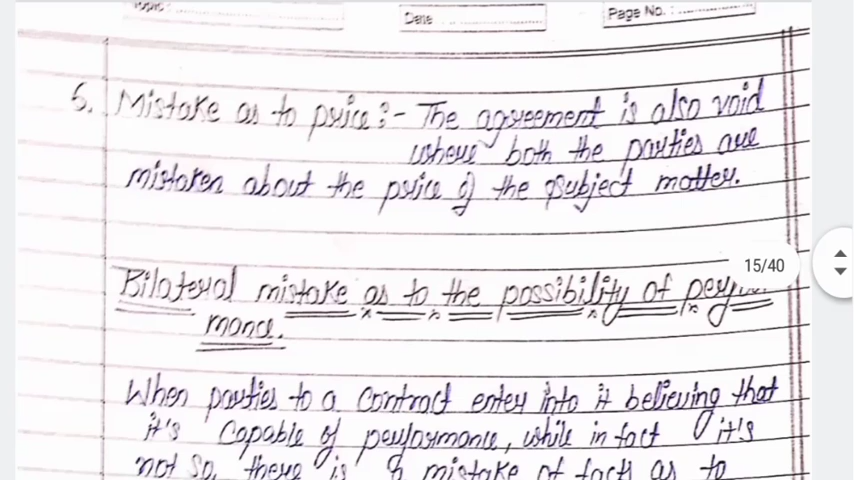 Topic :
Date
Page No. :
6. Mistake as to price :- The agreement is also void
where both the parties are
mistaken about the price of the subject matter.
15/40
Bilateral mistake as to the possibility of
mance.
When parties to a contract enter into it believing that
it's capable of performance, while in fact it's
not so, there is a mistake of facts as to